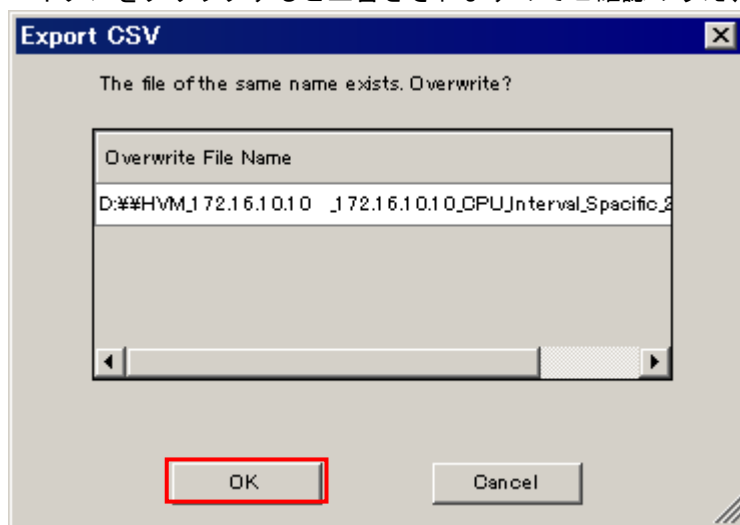 Export CSV
The file of the same name exists. Overwrite?
Overwrite File Name
D:¥¥HVM_172.16.10.10 _172.16.10.10_CPU_Interval_Spacific_2
OK
Cancel